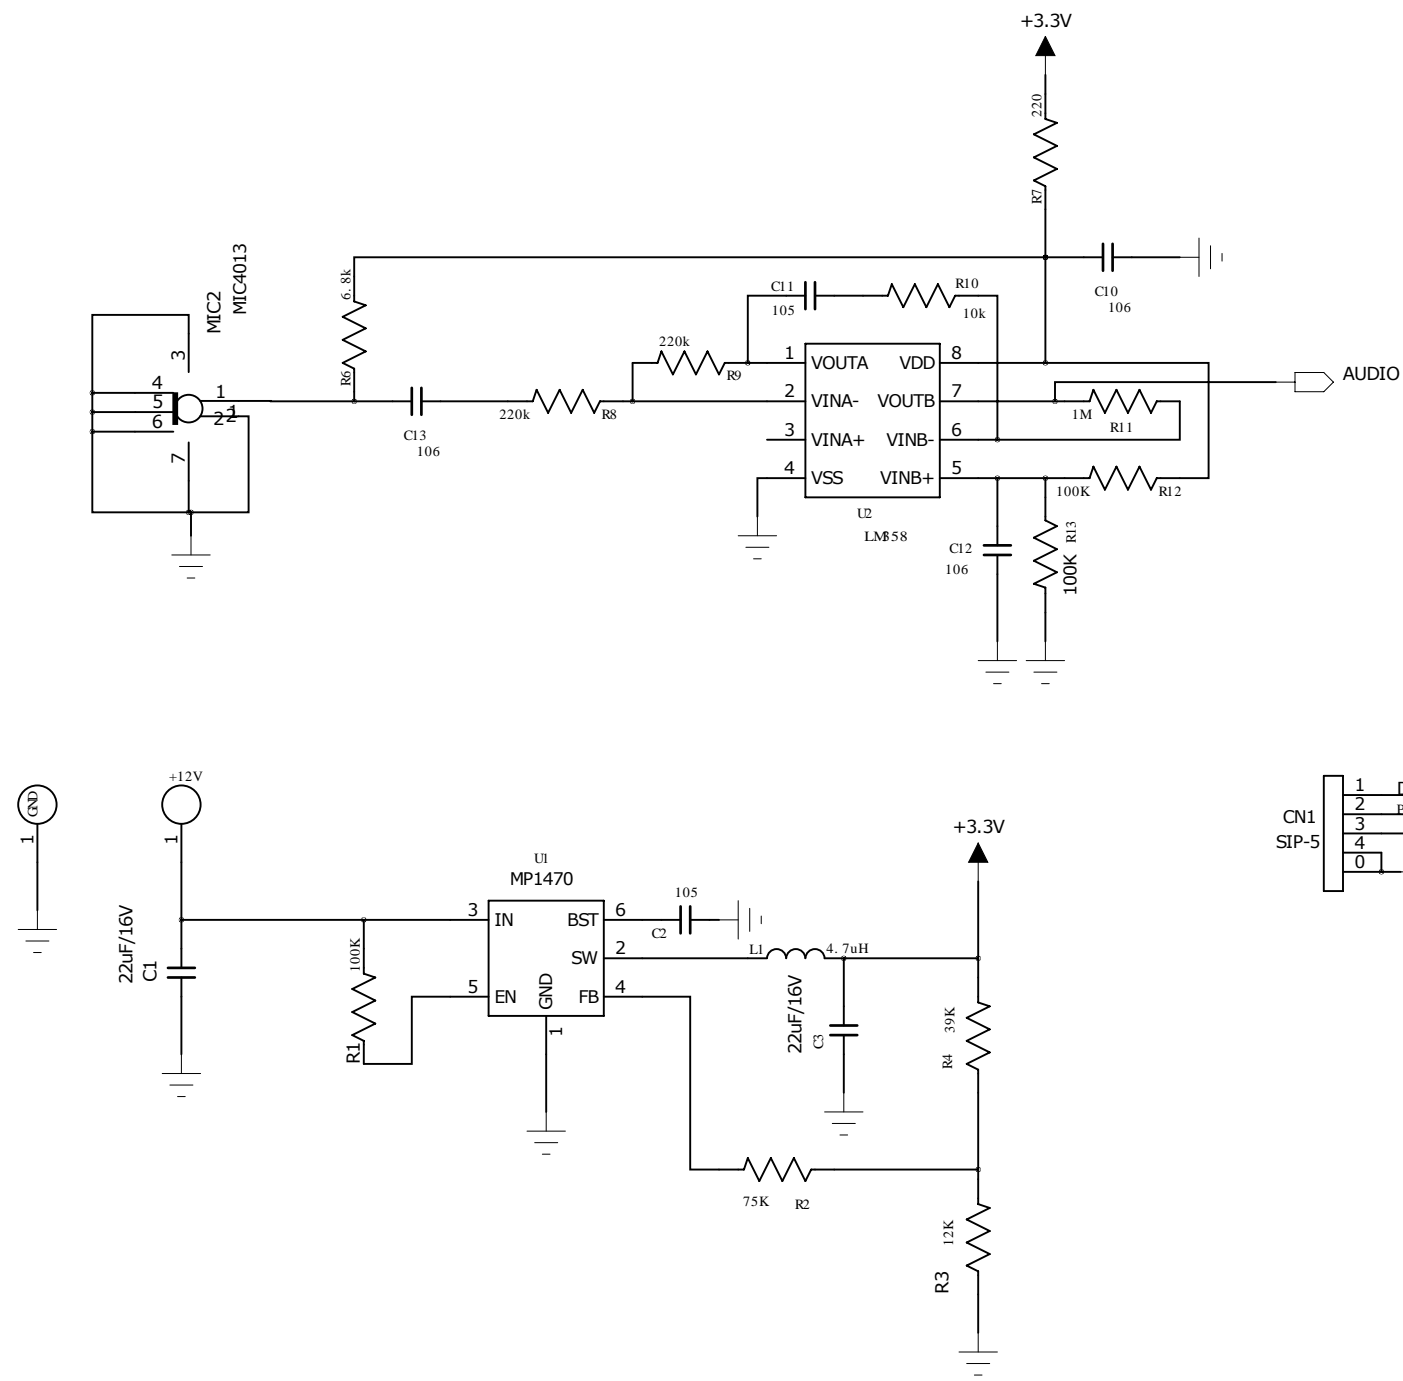 +3.3V
220
R7
MIC2
MIC4013
6.8k
R6
C11
105
R10
10k
C10
106
220k
R9
1 VOUTA VDD 8
2 VINA- VOUTB 7
3 VINA+ VINB- 6
4 VSS VINB+ 5
AUDIO
3
4
5
6
7
1
2
C13
106
220k
R8
1M
R11
100K
R12
U2
LM358
C12
106
R13
100K
GND
1
+12V
1
22uF/16V
C1
100K
R1
U1
MP1470
3 IN BST 6
SW 2
5 EN GND FB 4
1
105
C2
L1
4.7uH
22uF/16V
C3
+3.3V
39K
R4
75K
R2
12K
R3
CN1
SIP-5
1
2
3
4
0